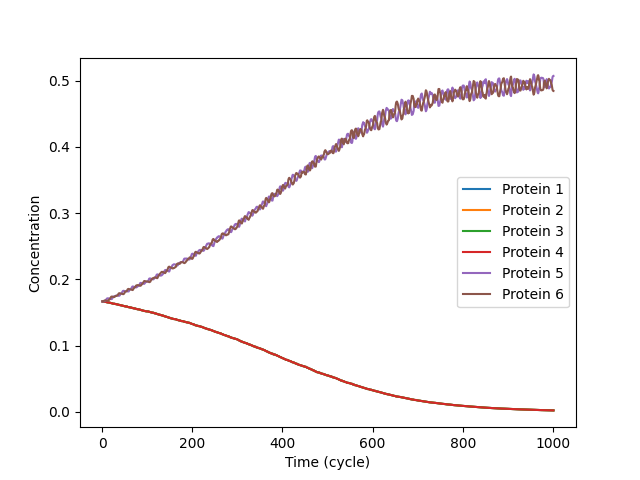 0.5
0.4
0.3
0.2
0.1
0.0
Concentration
Protein 1
Protein 2
Protein 3
Protein 4
Protein 5
Protein 6
0 200 400 600 800 1000
Time (cycle)